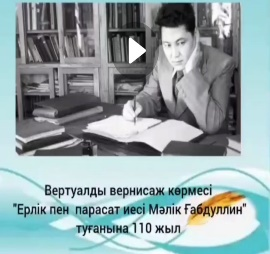 Вертуалды вернисаж көрмесі
"Ерлік пен парасат иесі Мәлік Ғабдуллин"
туғанына 110 жыл